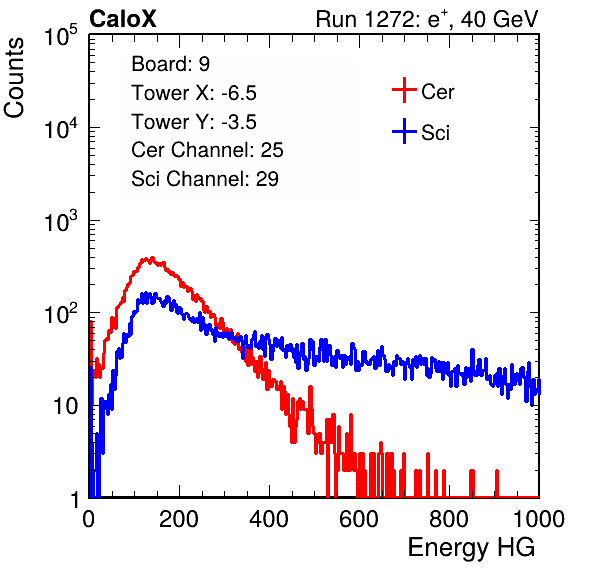 CaloX Run 1272: e⁺, 40 GeV
Counts
Board: 9
Tower X: -6.5
Tower Y: -3.5
Cer Channel: 25
Sci Channel: 29
Cer
Sci
10⁵
10⁴
10³
10²
10
1
0 200 400 600 800 1000
Energy HG